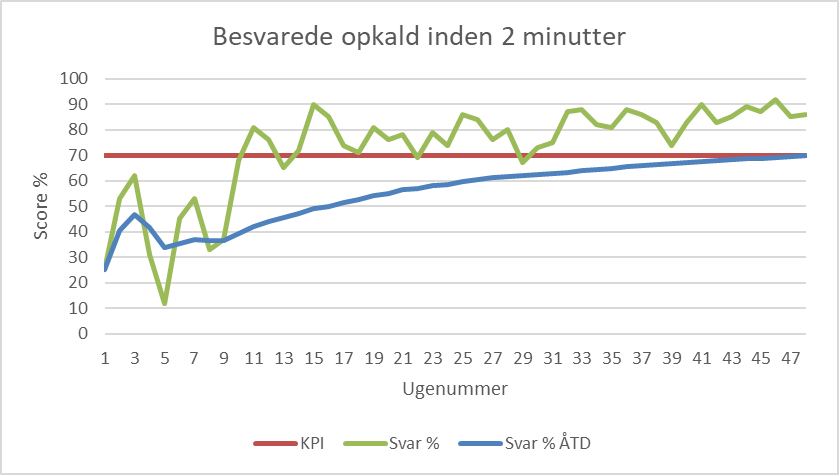 Besvarede opkald inden 2 minutter
100
90
80
70
60
50
40
30
20
10
0
Score %
1 3 5 7 9 11 13 15 17 19 21 23 25 27 29 31 33 35 37 39 41 43 45 47
Ugenummer
KPI Svar % Svar % ÅTD